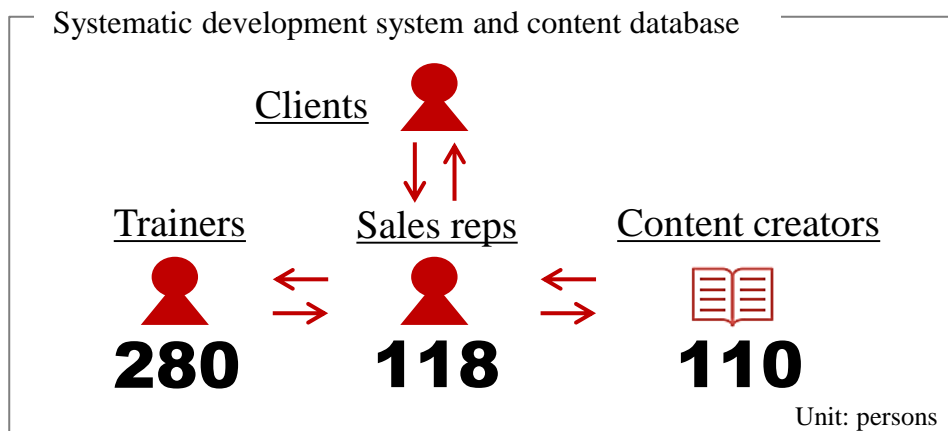 Systematic development system and content database
Clients
Trainers
Sales reps
Content creators
280
118
110
Unit: persons